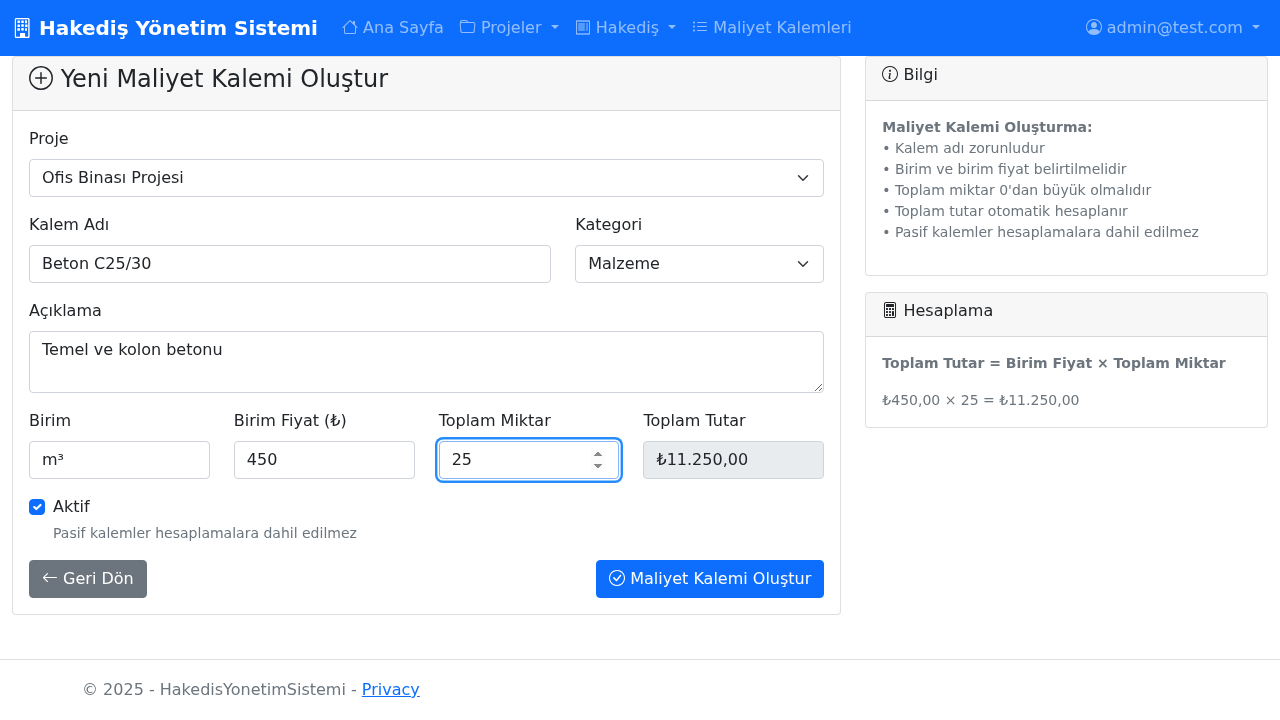 Hakediş Yönetim Sistemi Ana Sayfa Projeler Hakediş Maliyet Kalemleri admin@test.com
Yeni Maliyet Kalemi Oluştur
Proje
Ofis Binası Projesi
Kalem Adı Kategori
Beton C25/30 Malzeme
Açıklama
Temel ve kolon betonu
Birim Birim Fiyat (₺) Toplam Miktar Toplam Tutar
m³ 450 25 ₺11.250,00
Aktif
Pasif kalemler hesaplamalara dahil edilmez
Geri Dön Maliyet Kalemi Oluştur
Bilgi
Maliyet Kalemi Oluşturma:
• Kalem adı zorunludur
• Birim ve birim fiyat belirtilmelidir
• Toplam miktar 0'dan büyük olmalıdır
• Toplam tutar otomatik hesaplanır
• Pasif kalemler hesaplamalara dahil edilmez
Hesaplama
Toplam Tutar = Birim Fiyat × Toplam Miktar
₺450,00 × 25 = ₺11.250,00
© 2025 - HakedisYonetimSistemi - Privacy